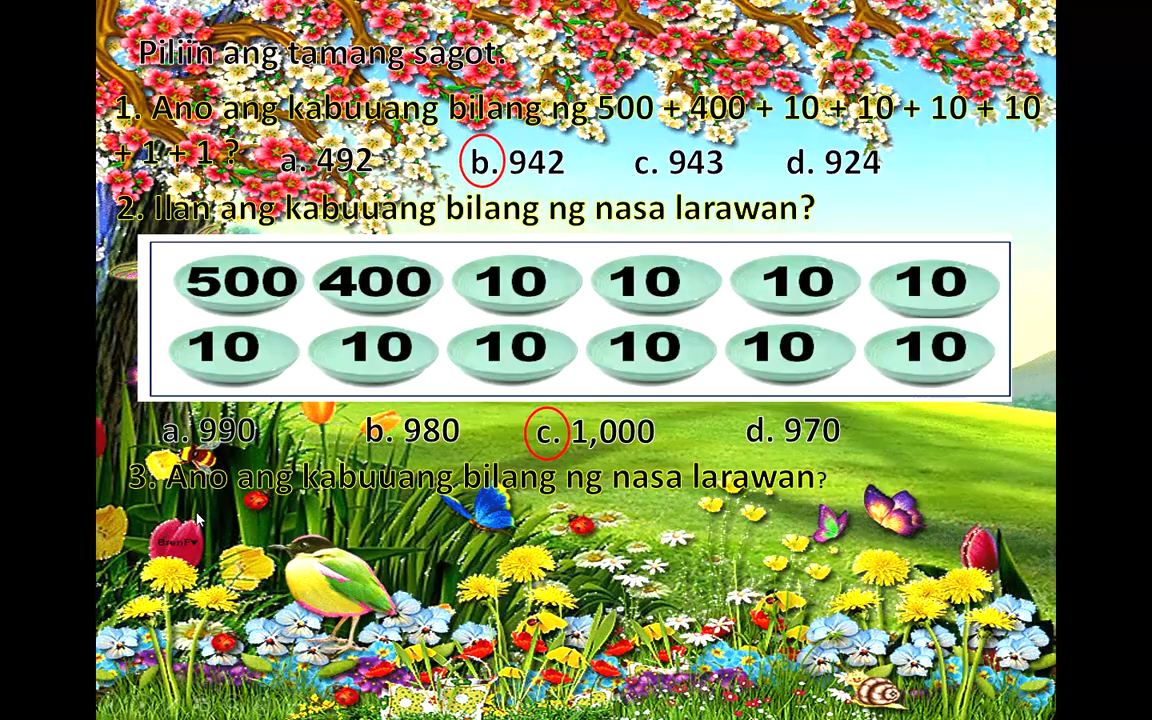 Piliin ang tamang sagot.
1. Ano ang kabuuang bilang ng 500 + 400 + 10 + 10 + 10 + 10
+ 1 + 1 ?
a. 492 b. 942 c. 943 d. 924
2. Ilan ang kabuuang bilang ng nasa larawan?
500 400 10 10 10 10
10 10 10 10 10 10
a. 990 b. 980 c. 1,000 d. 970
3. Ano ang kabuuang bilang ng nasa larawan?
BrenF♥